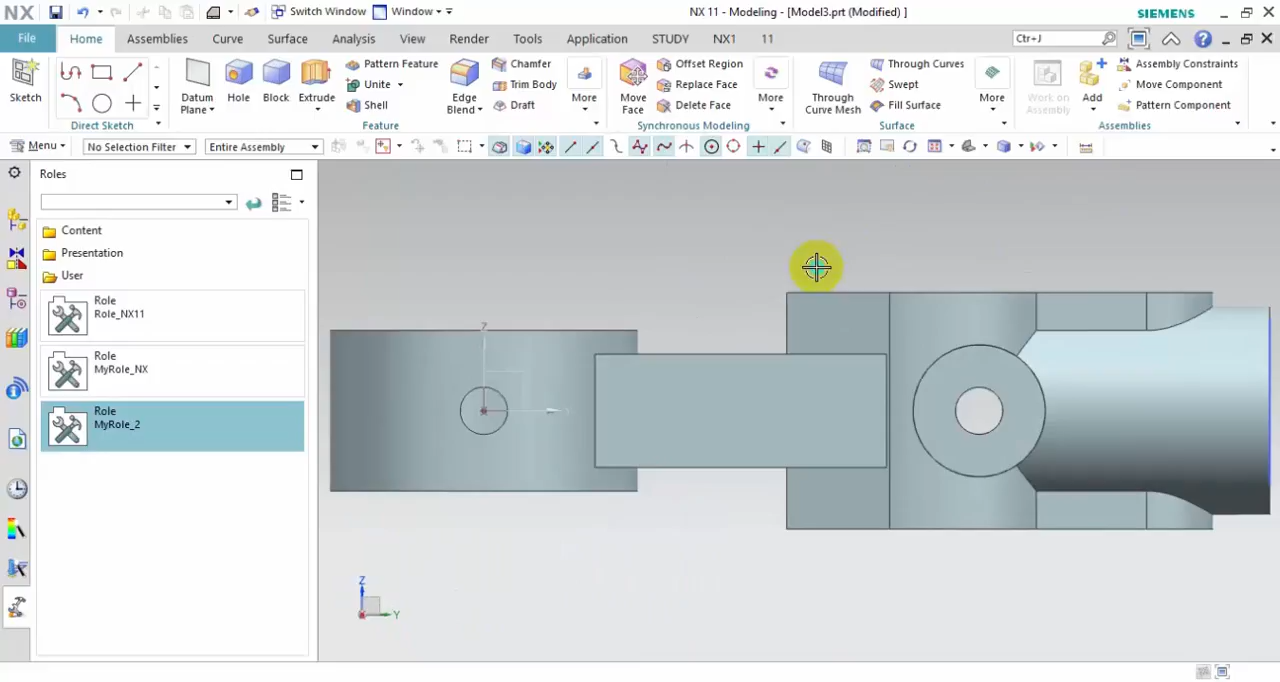 NX Switch Window Window NX 11 - Modeling - [Model3.prt (Modified) ] SIEMENS
File Home Assemblies Curve Surface Analysis View Render Tools Application STUDY NX1 11 Ctr+J
Sketch
Direct Sketch
Datum Plane Hole Block Extrude
Pattern Feature
Unite
Shell
Edge Blend
Chamfer
Trim Body
Draft
More
Feature
Move Face
Offset Region
Replace Face
Delete Face
More
Synchronous Modeling
Through Curve Mesh
Through Curves
Swept
Fill Surface
More
Surface
Work on Assembly
Add
Assembly Constraints
Move Component
Pattern Component
Assemblies
Menu No Selection Filter Entire Assembly
Roles
Content
Presentation
User
Role
Role_NX11
Role
MyRole_NX
Role
MyRole_2
Z
Z
X
Y